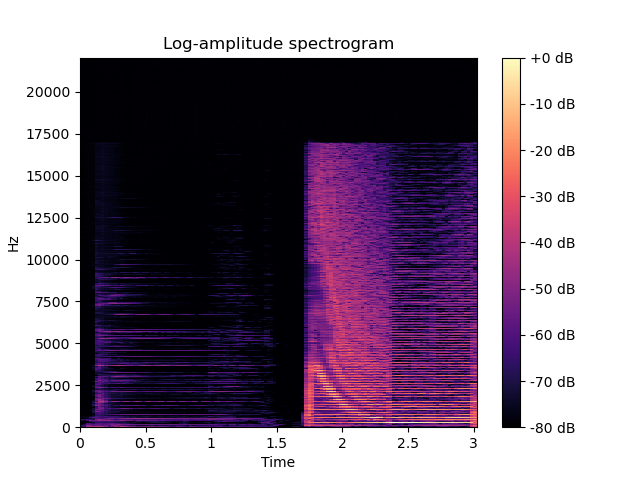 Log-amplitude spectrogram
Hz
20000
17500
15000
12500
10000
7500
5000
2500
0
0
0.5
1
1.5
2
2.5
3
Time
+0 dB
-10 dB
-20 dB
-30 dB
-40 dB
-50 dB
-60 dB
-70 dB
-80 dB